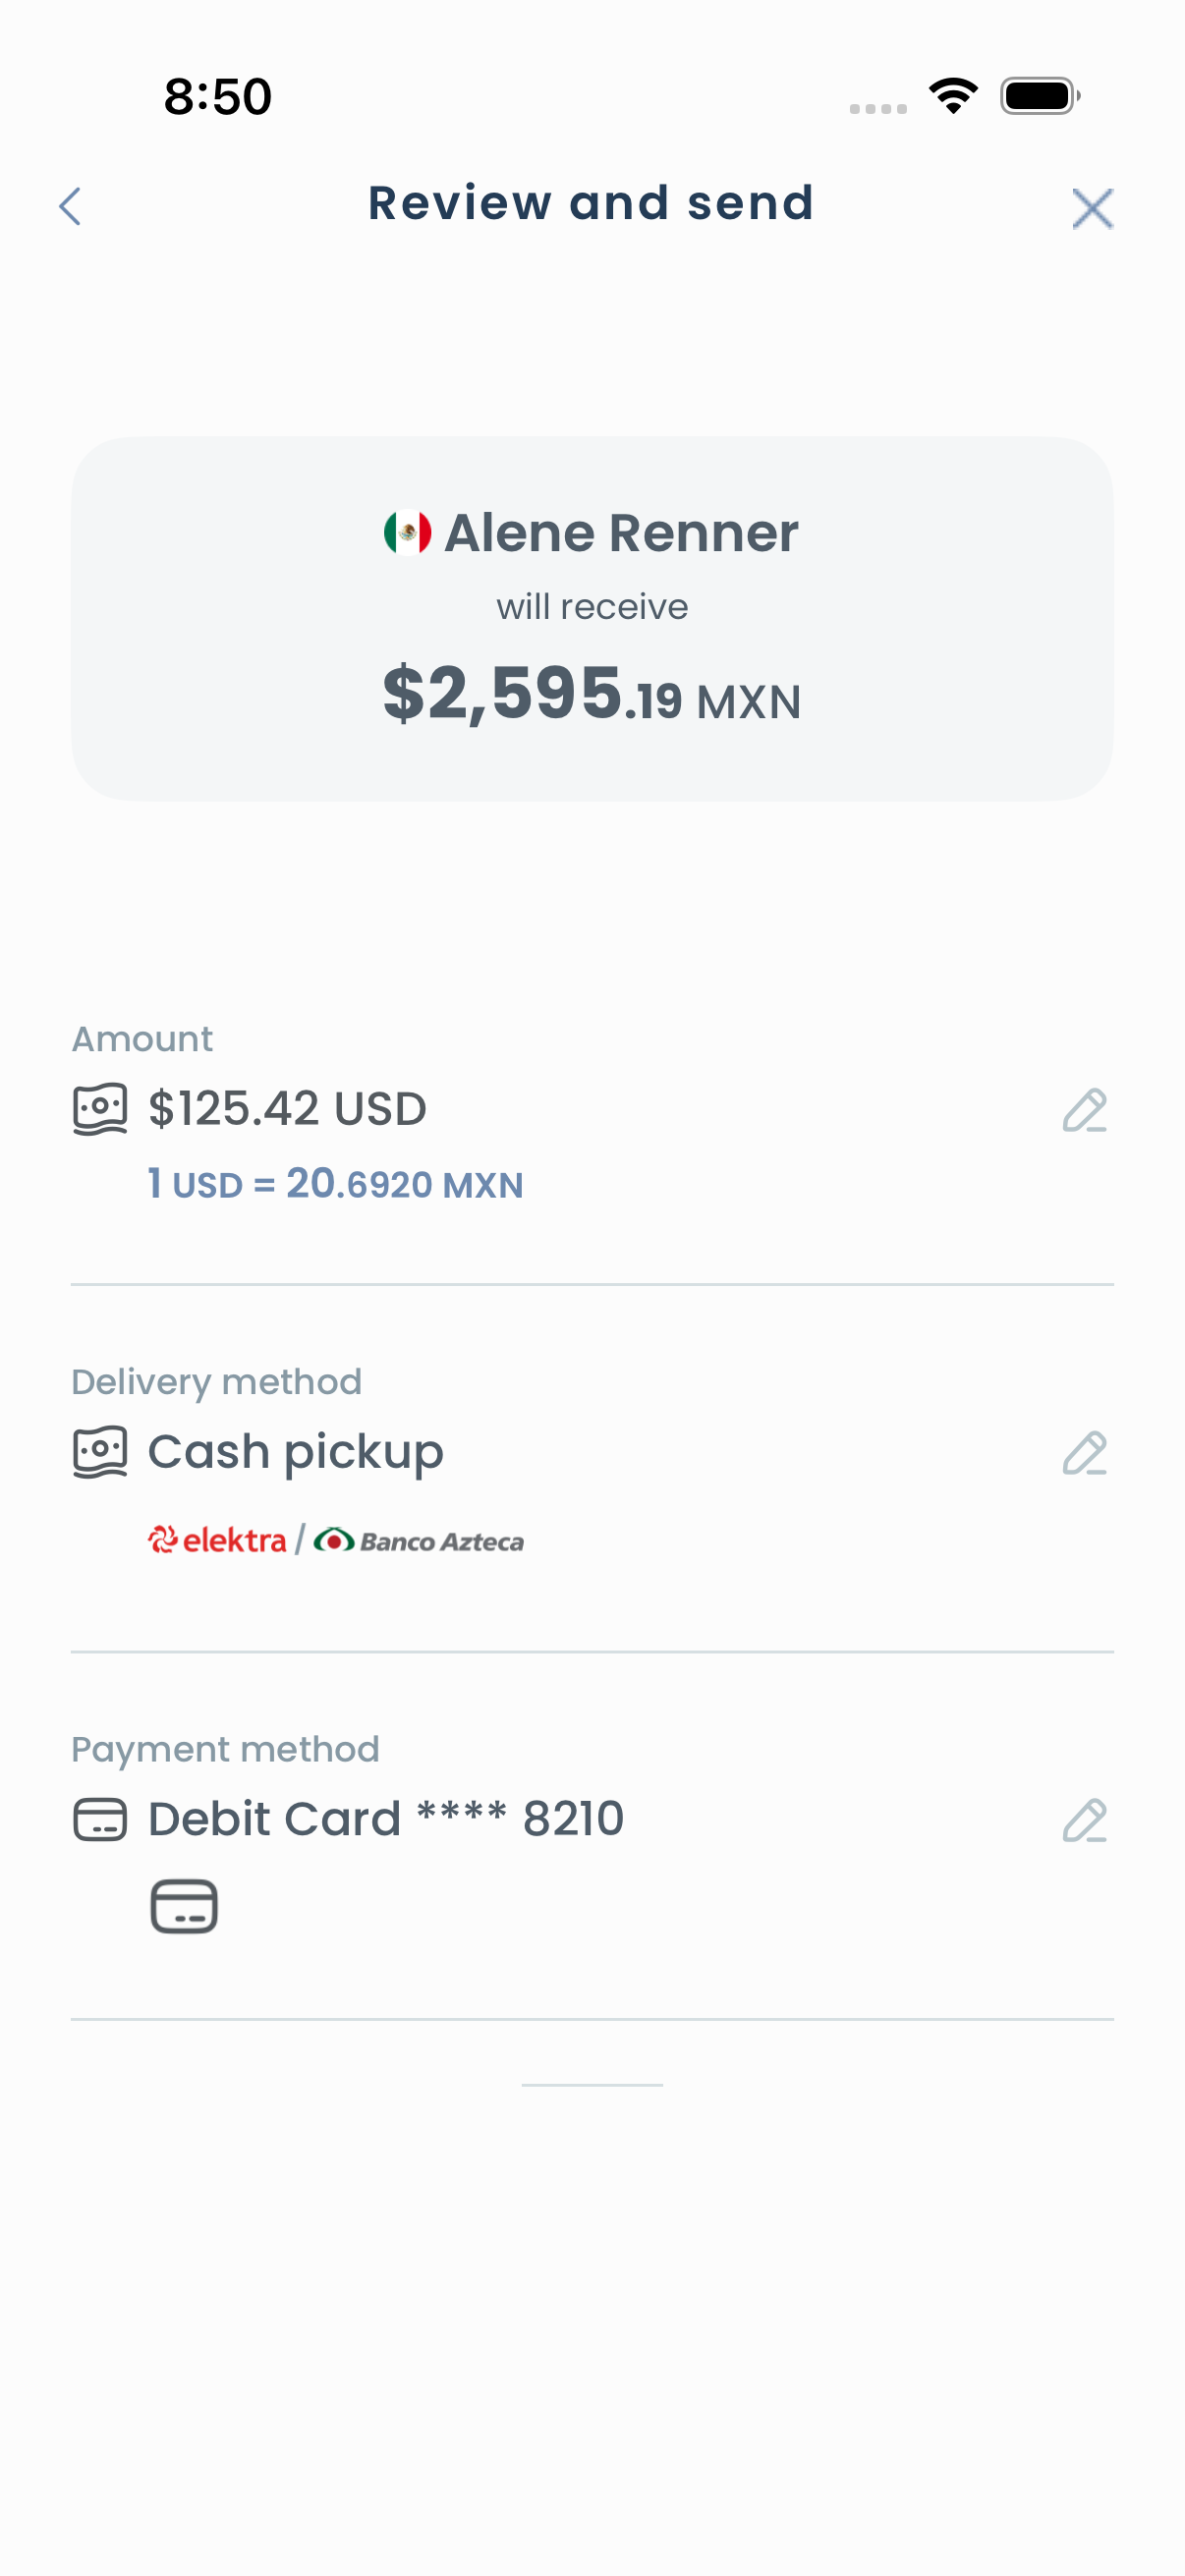 8:50
Review and send
Alene Renner
will receive
$2,595.19 MXN
Amount
$125.42 USD
1 USD = 20.6920 MXN
Delivery method
Cash pickup
elektra / Banco Azteca
Payment method
Debit Card **** 8210